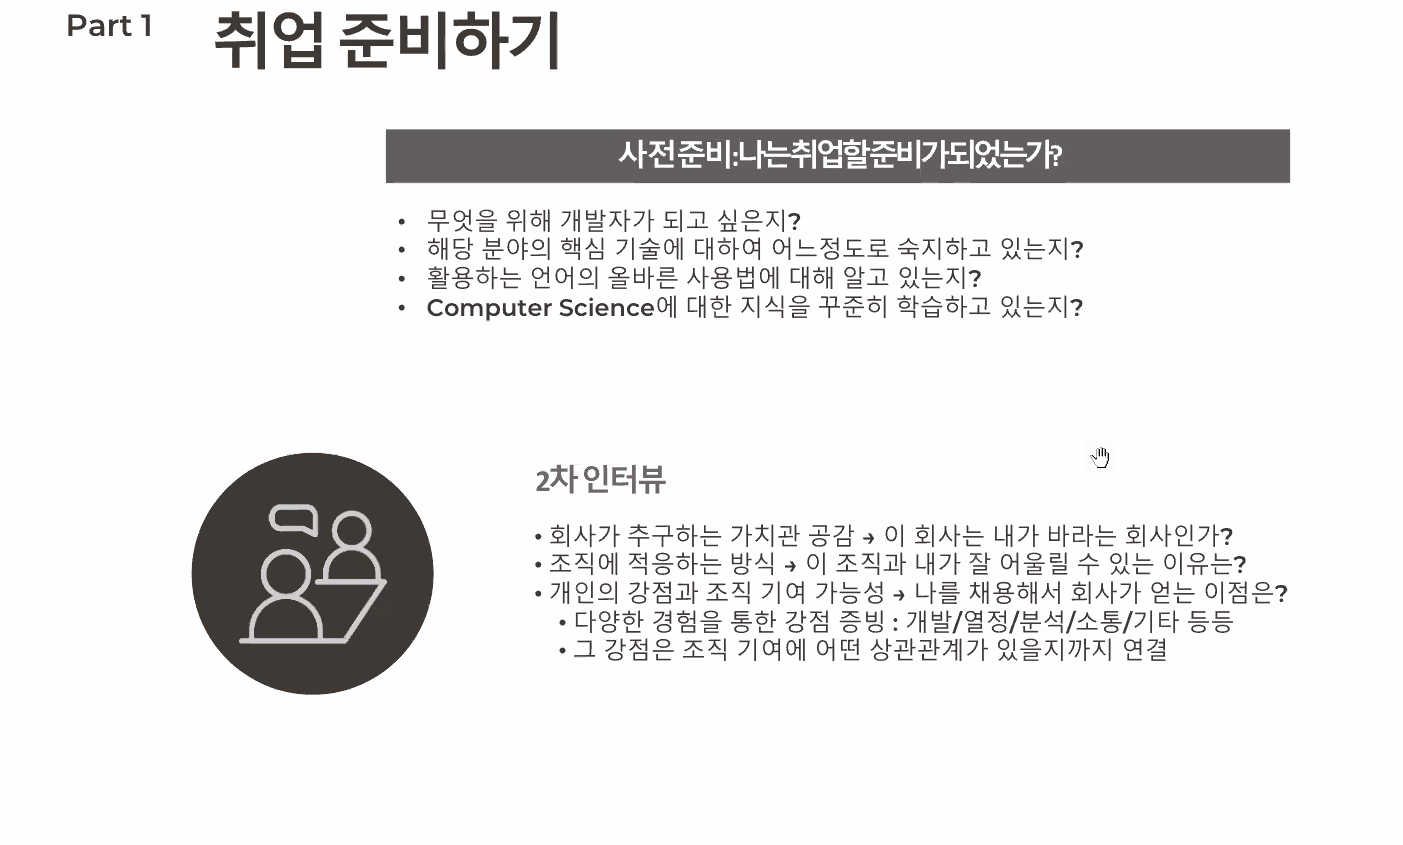 Part 1
취업 준비하기
사전 준비:나는취업할준비가되었는가?
• 무엇을 위해 개발자가 되고 싶은지?
• 해당 분야의 핵심 기술에 대하여 어느정도로 숙지하고 있는지?
• 활용하는 언어의 올바른 사용법에 대해 알고 있는지?
• Computer Science에 대한 지식을 꾸준히 학습하고 있는지?
2차 인터뷰
• 회사가 추구하는 가치관 공감 → 이 회사는 내가 바라는 회사인가?
• 조직에 적응하는 방식 → 이 조직과 내가 잘 어울릴 수 있는 이유는?
• 개인의 강점과 조직 기여 가능성 → 나를 채용해서 회사가 얻는 이점은?
• 다양한 경험을 통한 강점 증빙 : 개발/열정/분석/소통/기타 등등
• 그 강점은 조직 기여에 어떤 상관관계가 있을지까지 연결